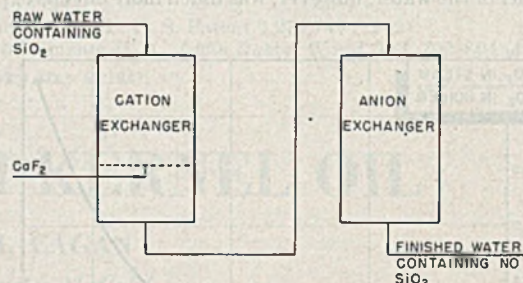 RAW WATER
CONTAINING
SiO2
CATION
EXCHANGER
CaF2
ANION
EXCHANGER
FINISHED WATER
CONTAINING NO
SiO2